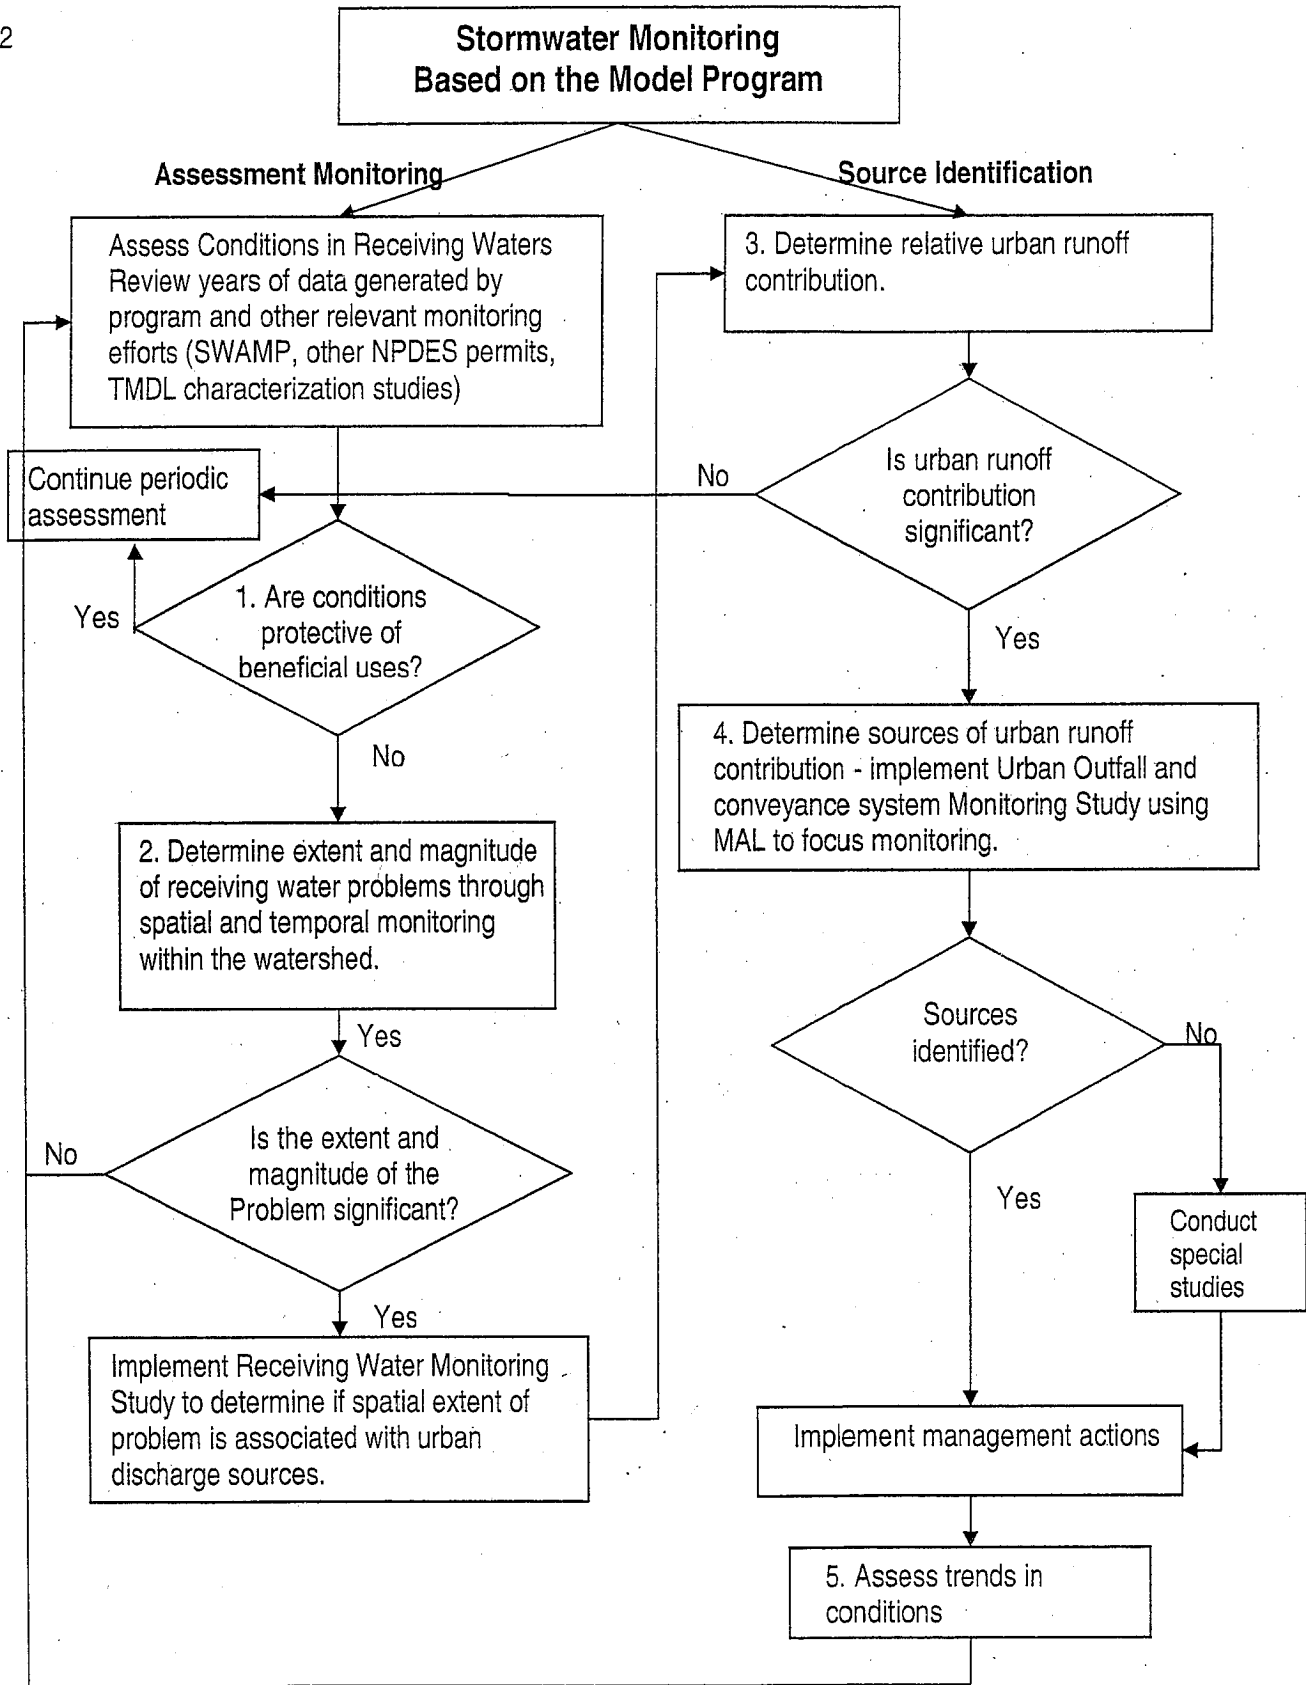 2
Stormwater Monitoring
Based on the Model Program
Assessment Monitoring
Source Identification
Assess Conditions in Receiving Waters
Review years of data generated by
program and other relevant monitoring
efforts (SWAMP, other NPDES permits,
TMDL characterization studies)
3. Determine relative urban runoff
contribution.
Continue periodic
assessment
No
Is urban runoff
contribution
significant?
Yes
1. Are conditions
protective of
beneficial uses?
Yes
No
4. Determine sources of urban runoff
contribution - implement Urban Outfall and
conveyance system Monitoring Study using
MAL to focus monitoring.
2. Determine extent and magnitude
of receiving water problems through
spatial and temporal monitoring
within the watershed.
Yes
Sources
identified?
No
No
Is the extent and
magnitude of the
Problem significant?
Yes
Conduct
special
studies
Yes
Implement Receiving Water Monitoring
Study to determine if spatial extent of
problem is associated with urban
discharge sources.
Implement management actions
5. Assess trends in
conditions